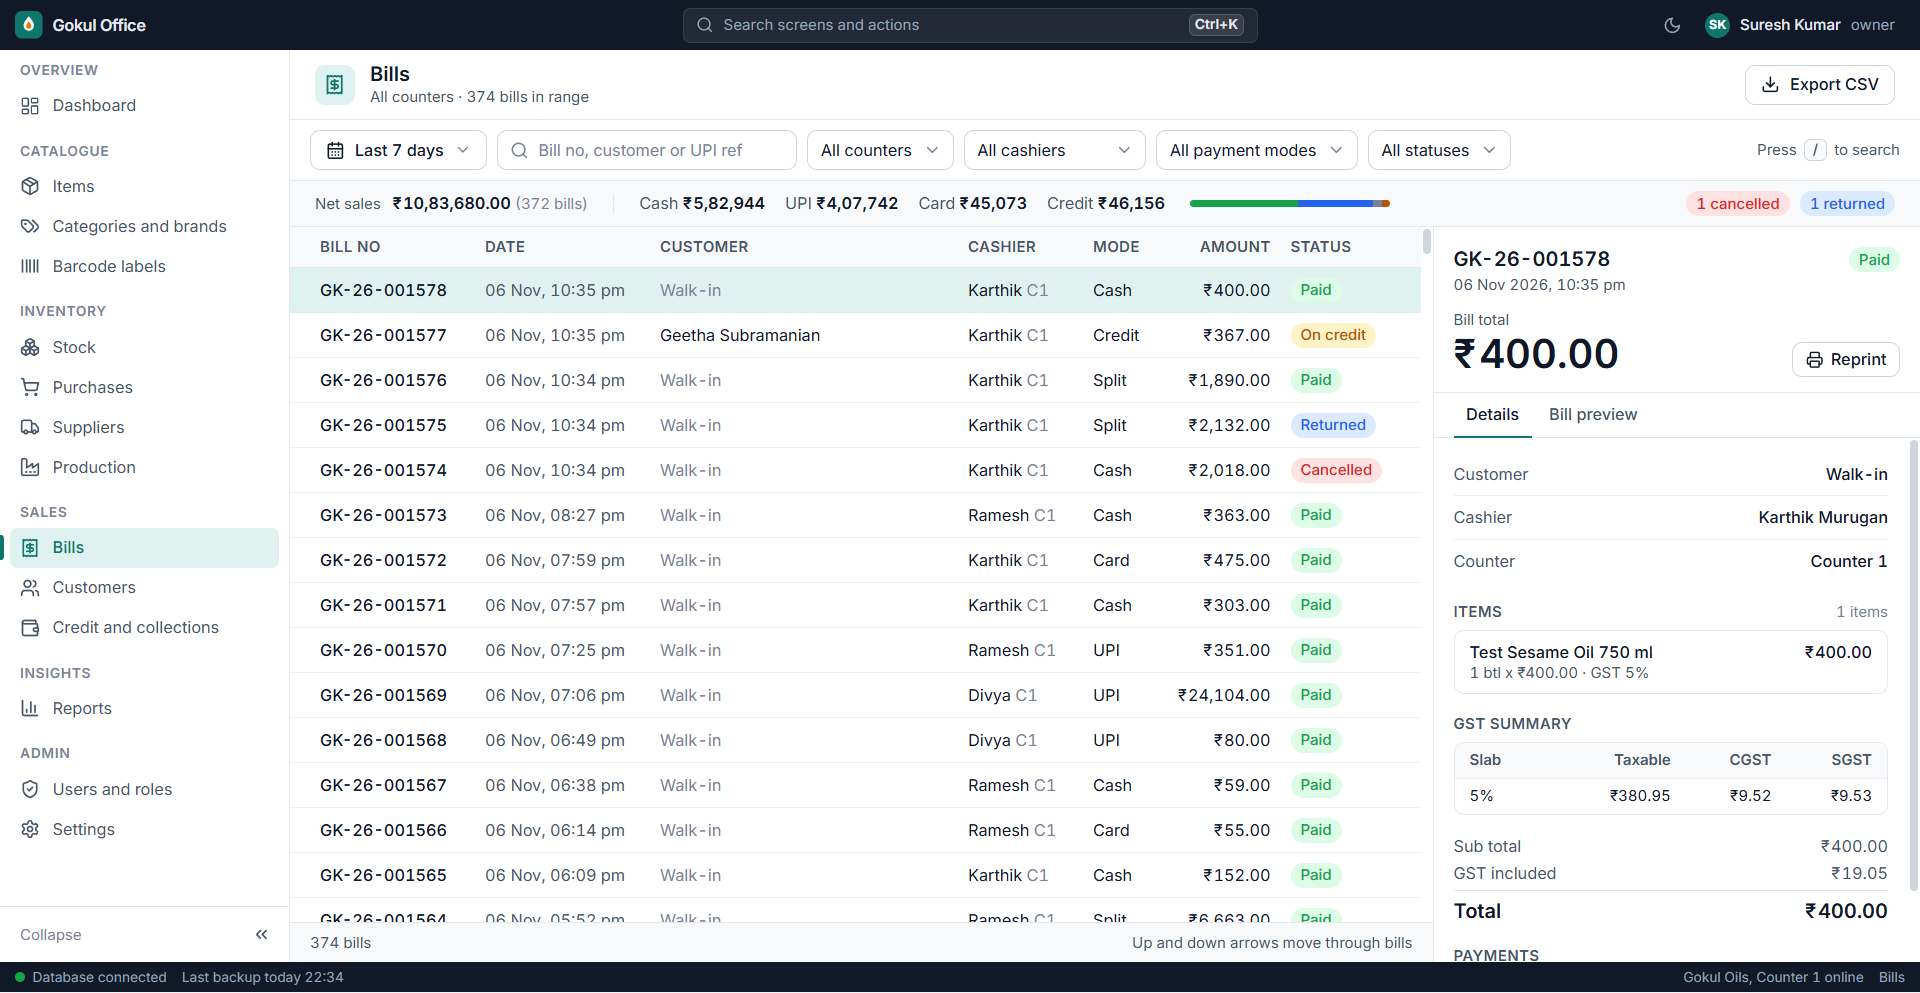 Gokul Office
Search screens and actions Ctrl+K
SK Suresh Kumar owner
OVERVIEW
Dashboard
CATALOGUE
Items
Categories and brands
Barcode labels
INVENTORY
Stock
Purchases
Suppliers
Production
SALES
Bills
Customers
Credit and collections
INSIGHTS
Reports
ADMIN
Users and roles
Settings
Collapse
Bills
All counters · 374 bills in range
Export CSV
Last 7 days Bill no, customer or UPI ref All counters All cashiers All payment modes All statuses Press / to search
Net sales ₹10,83,680.00 (372 bills) Cash ₹5,82,944 UPI ₹4,07,742 Card ₹45,073 Credit ₹46,156 1 cancelled 1 returned
BILL NO DATE CUSTOMER CASHIER MODE AMOUNT STATUS
GK-26-001578 06 Nov, 10:35 pm Walk-in Karthik C1 Cash ₹400.00 Paid
GK-26-001577 06 Nov, 10:35 pm Geetha Subramanian Karthik C1 Credit ₹367.00 On credit
GK-26-001576 06 Nov, 10:34 pm Walk-in Karthik C1 Split ₹1,890.00 Paid
GK-26-001575 06 Nov, 10:34 pm Walk-in Karthik C1 Split ₹2,132.00 Returned
GK-26-001574 06 Nov, 10:34 pm Walk-in Karthik C1 Cash ₹2,018.00 Cancelled
GK-26-001573 06 Nov, 08:27 pm Walk-in Ramesh C1 Cash ₹363.00 Paid
GK-26-001572 06 Nov, 07:59 pm Walk-in Karthik C1 Card ₹475.00 Paid
GK-26-001571 06 Nov, 07:57 pm Walk-in Karthik C1 Cash ₹303.00 Paid
GK-26-001570 06 Nov, 07:25 pm Walk-in Ramesh C1 UPI ₹351.00 Paid
GK-26-001569 06 Nov, 07:06 pm Walk-in Divya C1 UPI ₹24,104.00 Paid
GK-26-001568 06 Nov, 06:49 pm Walk-in Divya C1 UPI ₹80.00 Paid
GK-26-001567 06 Nov, 06:38 pm Walk-in Ramesh C1 Cash ₹59.00 Paid
GK-26-001566 06 Nov, 06:14 pm Walk-in Ramesh C1 Card ₹55.00 Paid
GK-26-001565 06 Nov, 06:09 pm Walk-in Karthik C1 Cash ₹152.00 Paid
GK-26-001564 06 Nov, 05:52 pm Walk-in Ramesh C1 Split ₹6,663.00 Paid
374 bills Up and down arrows move through bills
GK-26-001578 Paid
06 Nov 2026, 10:35 pm
Bill total
₹400.00 Reprint
Details Bill preview
Customer Walk-in
Cashier Karthik Murugan
Counter Counter 1
ITEMS 1 items
Test Sesame Oil 750 ml ₹400.00
1 btl x ₹400.00 · GST 5%
GST SUMMARY
Slab Taxable CGST SGST
5% ₹380.95 ₹9.52 ₹9.53
Sub total ₹400.00
GST included ₹19.05
Total ₹400.00
PAYMENTS
Database connected Last backup today 22:34 Gokul Oils, Counter 1 online Bills